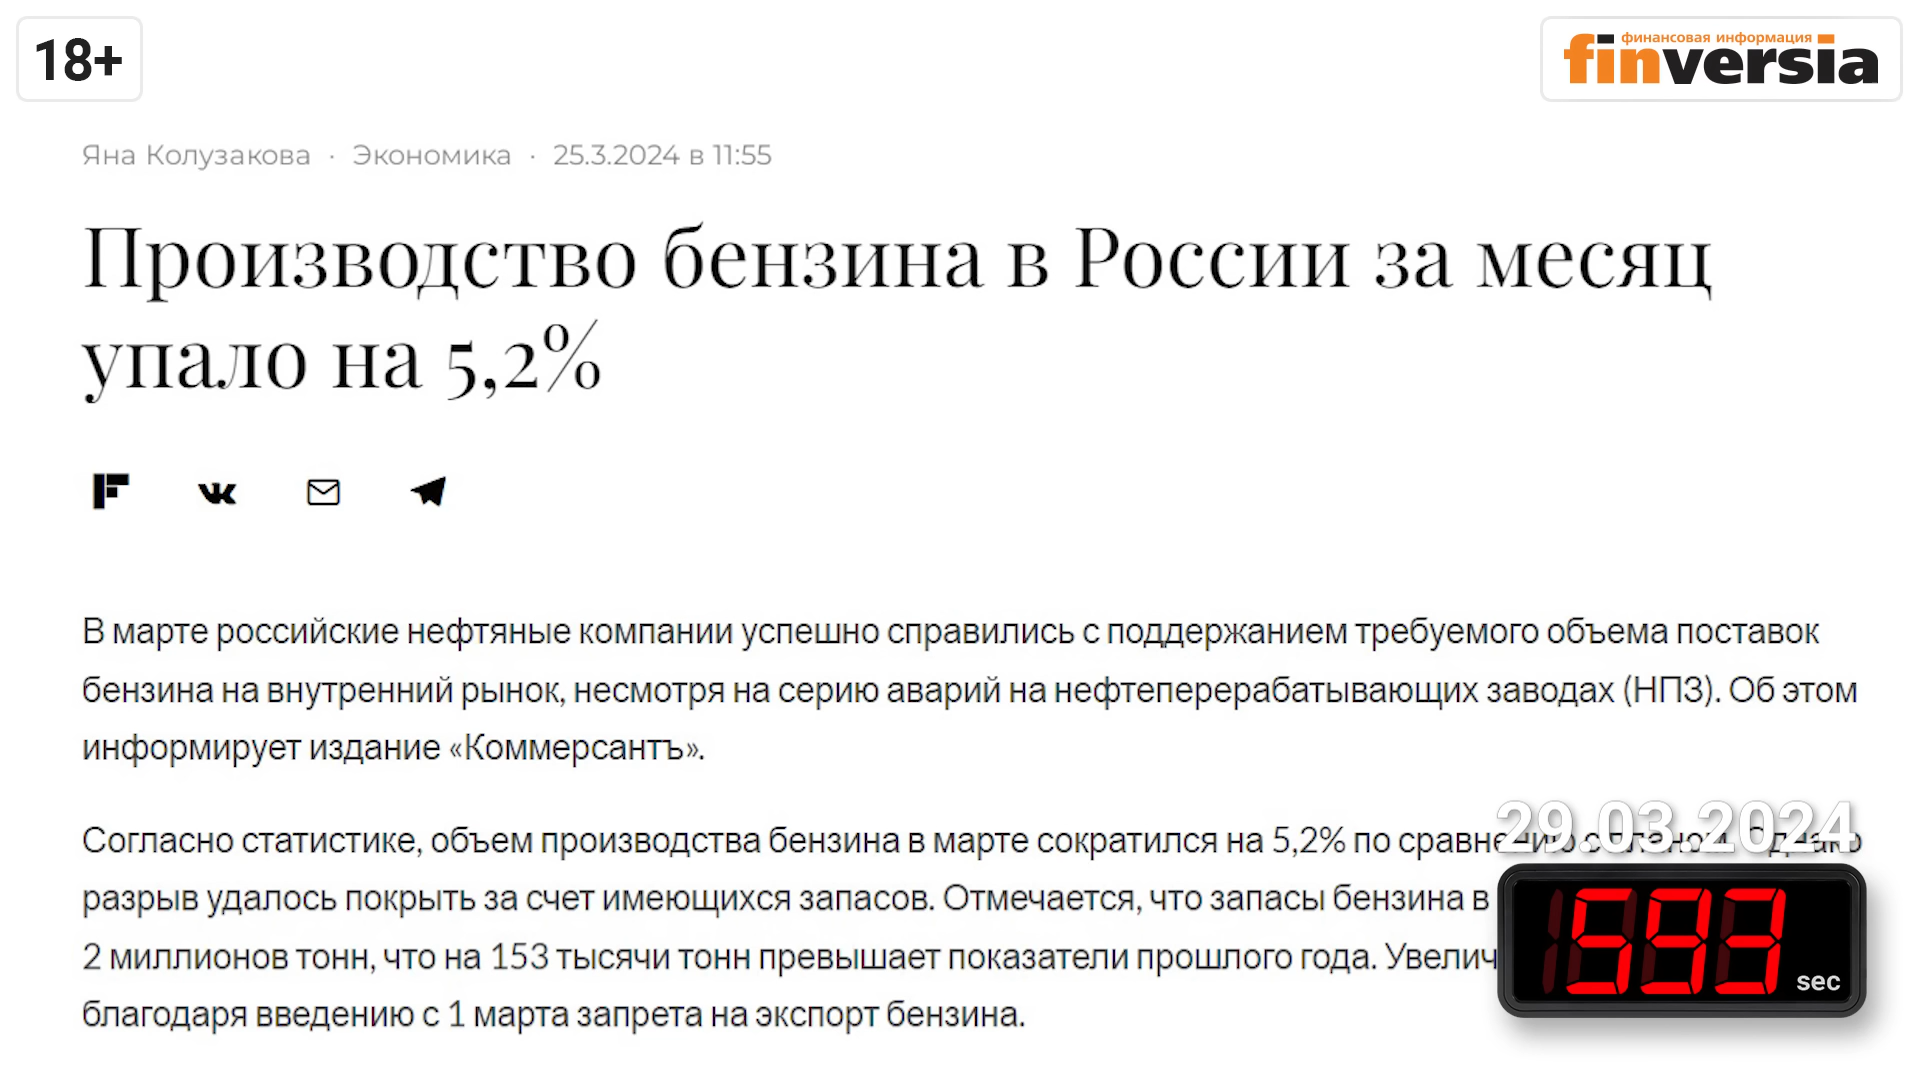 18+
финансовая информация
finversia
Яна Колузакова · Экономика · 25.3.2024 в 11:55
Производство бензина в России за месяц
упало на 5,2%
В марте российские нефтяные компании успешно справились с поддержанием требуемого объема поставок
бензина на внутренний рынок, несмотря на серию аварий на нефтеперерабатывающих заводах (НПЗ). Об этом
информирует издание «Коммерсантъ».
Согласно статистике, объем производства бензина в марте сократился на 5,2% по сравнению с планом. Однако
разрыв удалось покрыть за счет имеющихся запасов. Отмечается, что запасы бензина в
2 миллионов тонн, что на 153 тысячи тонн превышает показатели прошлого года. Увелич
благодаря введению с 1 марта запрета на экспорт бензина.
29.03.2024
593
sec